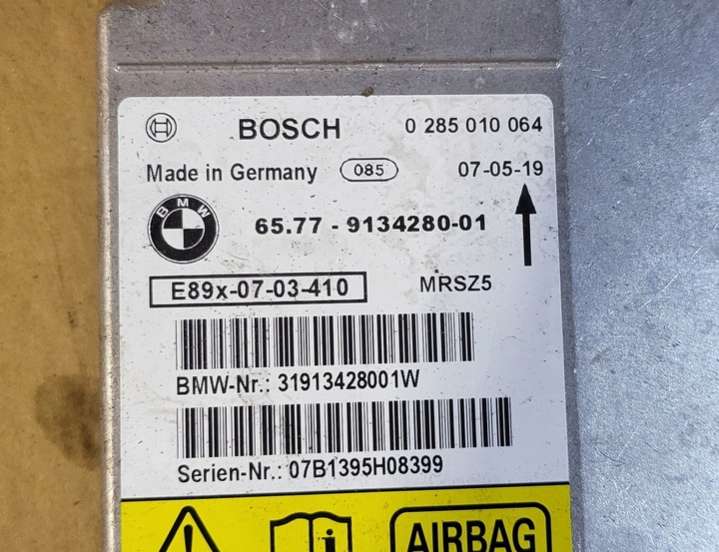 BOSCH 0 285 010 064
Made in Germany 085 07-05-19
BMW 65.77 - 9134280-01
E89x-07-03-410 MRSZ5
BMW-Nr.: 31913428001W
Serien-Nr.: 07B1395H08399
AIRBAG